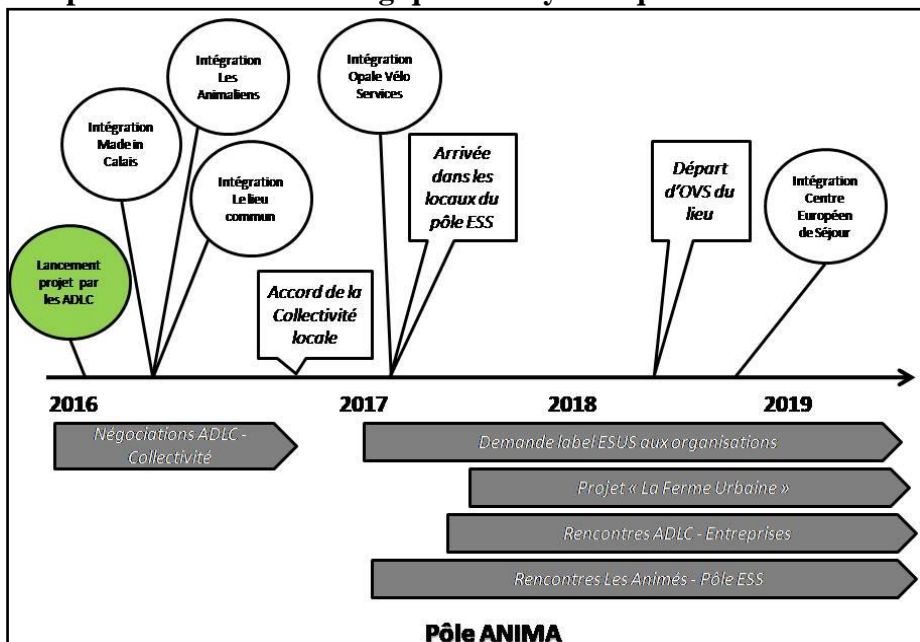 Intégration
Made in
Calais
Intégration
Les
Animaliens
Intégration
Le lieu
commun
Intégration
Opale Vélo
Services
Arrivée
dans les
locaux du
pôle ESS
Départ
d'OVS du
lieu
Intégration
Centre
Européen
de Séjour
Lancement
projet par
les ADLC
Accord de la
Collectivité
locale
2016
2017
2018
2019
Négociations ADLC -
Collectivité
Demande label ESUS aux organisations
Projet « La Ferme Urbaine »
Rencontres ADLC - Entreprises
Rencontres Les Animés - Pôle ESS
Pôle ANIMA